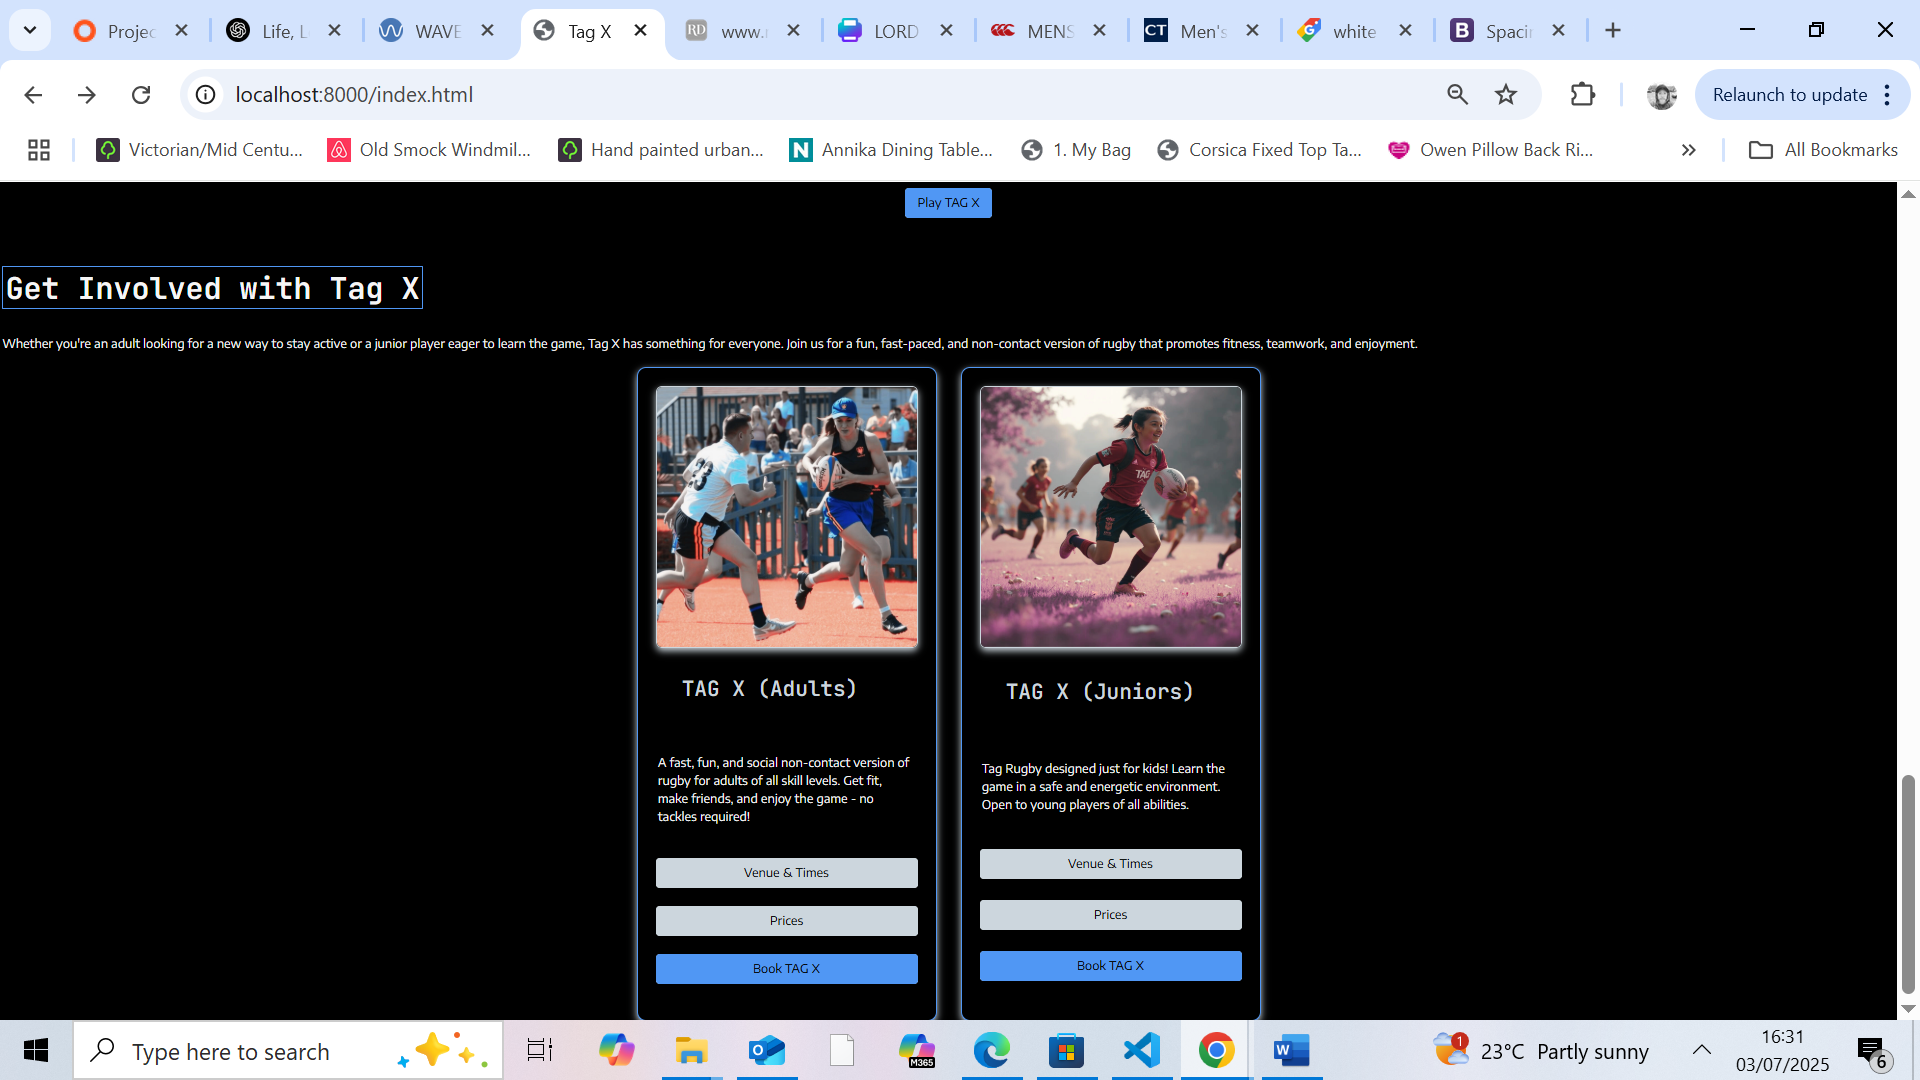 Projec
Life, L
WAVE
Tag X
www.r
LORD
MENS
Men's
white
Spacin
localhost:8000/index.html
Relaunch to update
Victorian/Mid Centu...
Old Smock Windmil...
Hand painted urban...
Annika Dining Table...
1. My Bag
Corsica Fixed Top Ta...
Owen Pillow Back Ri...
All Bookmarks
Play TAG X
Get Involved with Tag X
Whether you're an adult looking for a new way to stay active or a junior player eager to learn the game, Tag X has something for everyone. Join us for a fun, fast-paced, and non-contact version of rugby that promotes fitness, teamwork, and enjoyment.
TAG X (Adults)
A fast, fun, and social non-contact version of
rugby for adults of all skill levels. Get fit,
make friends, and enjoy the game - no
tackles required!
Venue & Times
Prices
Book TAG X
TAG X (Juniors)
Tag Rugby designed just for kids! Learn the
game in a safe and energetic environment.
Open to young players of all abilities.
Venue & Times
Prices
Book TAG X
Type here to search
23°C Partly sunny
16:31
03/07/2025
6